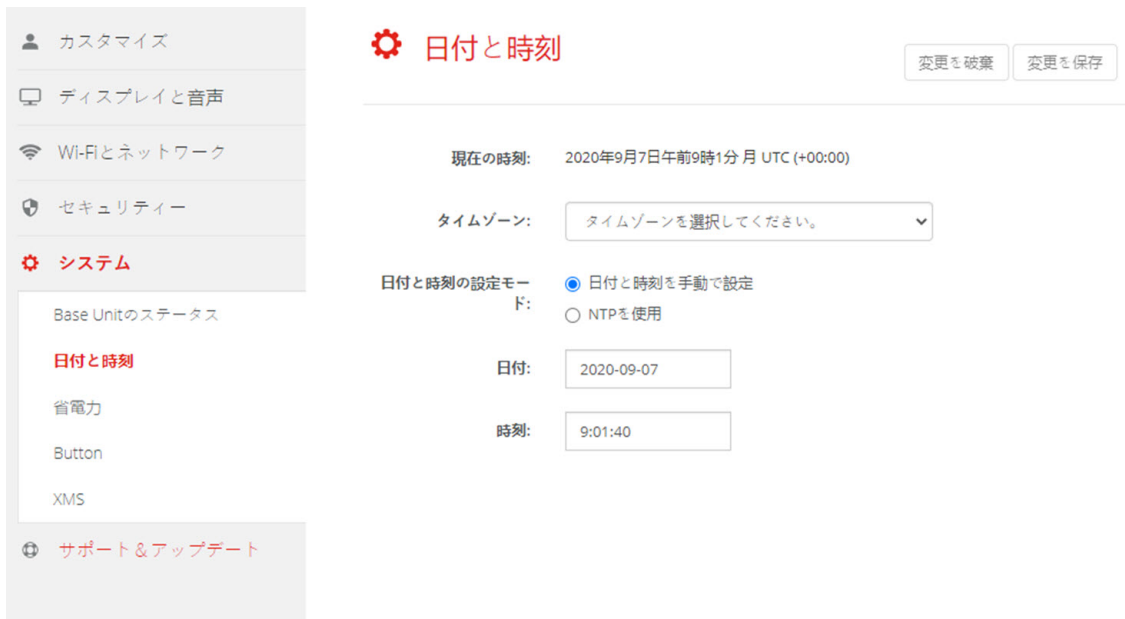 カスタマイズ
ディスプレイと音声
Wi-Fiとネットワーク
セキュリティー
システム
Base Unitのステータス
日付と時刻
省電力
Button
XMS
サポート＆アップデート
日付と時刻
変更を破棄 変更を保存
現在の時刻: 2020年9月7日午前9時1分 月 UTC (+00:00)
タイムゾーン: タイムゾーンを選択してください。
日付と時刻の設定モー
ド:
日付と時刻を手動で設定
NTPを使用
日付: 2020-09-07
時刻: 9:01:40